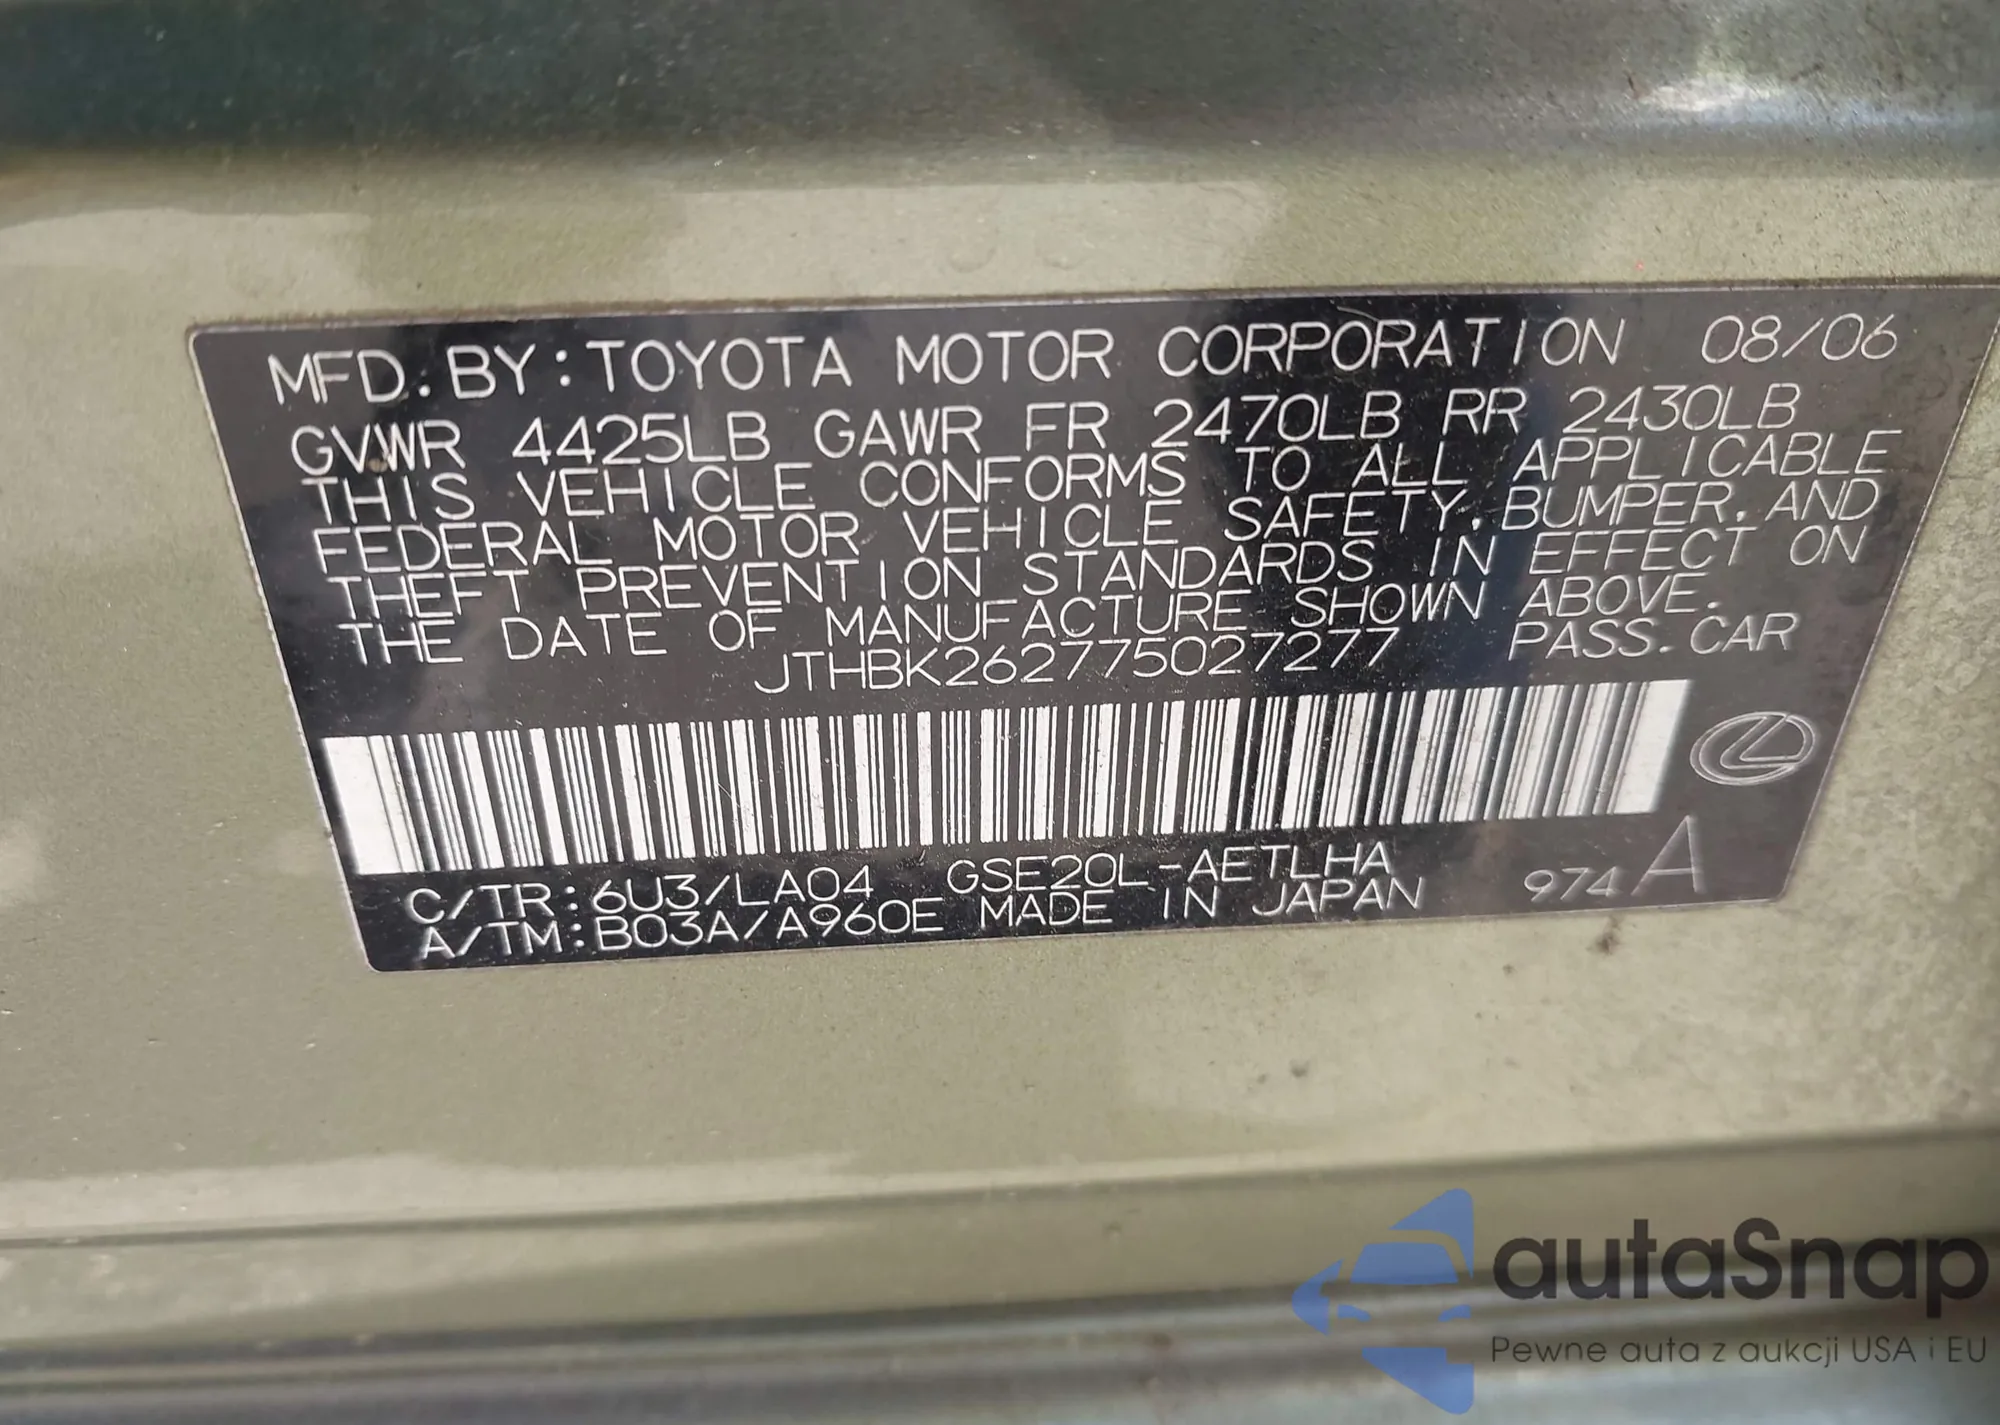 MFD. BY: TOYOTA MOTOR CORPORATION 08/06
GVWR 4425LB GAWR FR 2470LB RR 2430LB
THIS VEHICLE CONFORMS TO ALL APPLICABLE
FEDERAL MOTOR VEHICLE SAFETY, BUMPER, AND
THEFT PREVENTION STANDARDS IN EFFECT ON
THE DATE OF MANUFACTURE SHOWN ABOVE.
JTHBK262775027277 PASS. CAR
C/TR: 6U3/LA04 GSE20L-AETLHA
A/TM: B03A/A960E MADE IN JAPAN 974 A
autaSnap
Pewne auta z aukcji USA i EU